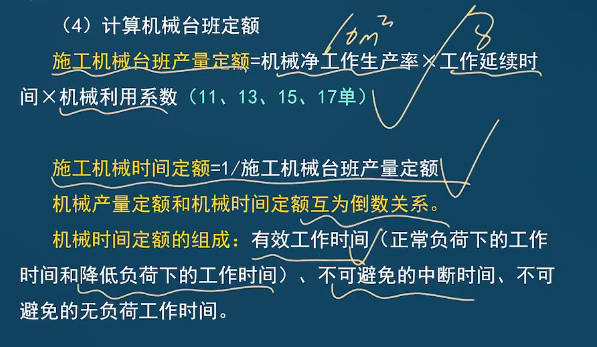 （4）计算机械台班定额
10m²
8
施工机械台班产量定额=机械净工作生产率×工作延续时
间×机械利用系数（11、13、15、17单）
施工机械时间定额=1/施工机械台班产量定额
机械产量定额和机械时间定额互为倒数关系。
机械时间定额的组成：有效工作时间（正常负荷下的工作
时间和降低负荷下的工作时间）、不可避免的中断时间、不可
避免的无负荷工作时间。